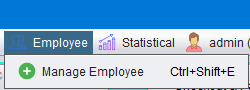 Employee Statistical admin (
Manage Employee Ctrl+Shift+E